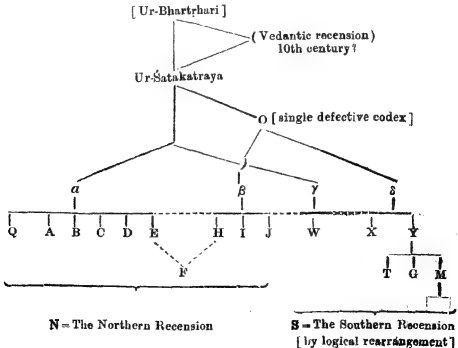 [ Ur-Bhartṛhari ]
(Vedantic recension)
10th century?
Ur-Śatakatraya
O [single defective codex]
α β γ δ
Q A B C D E H I J W X Y
F T G M
N = The Northern Recension
S = The Southern Recension
[ by logical rearrangement ]